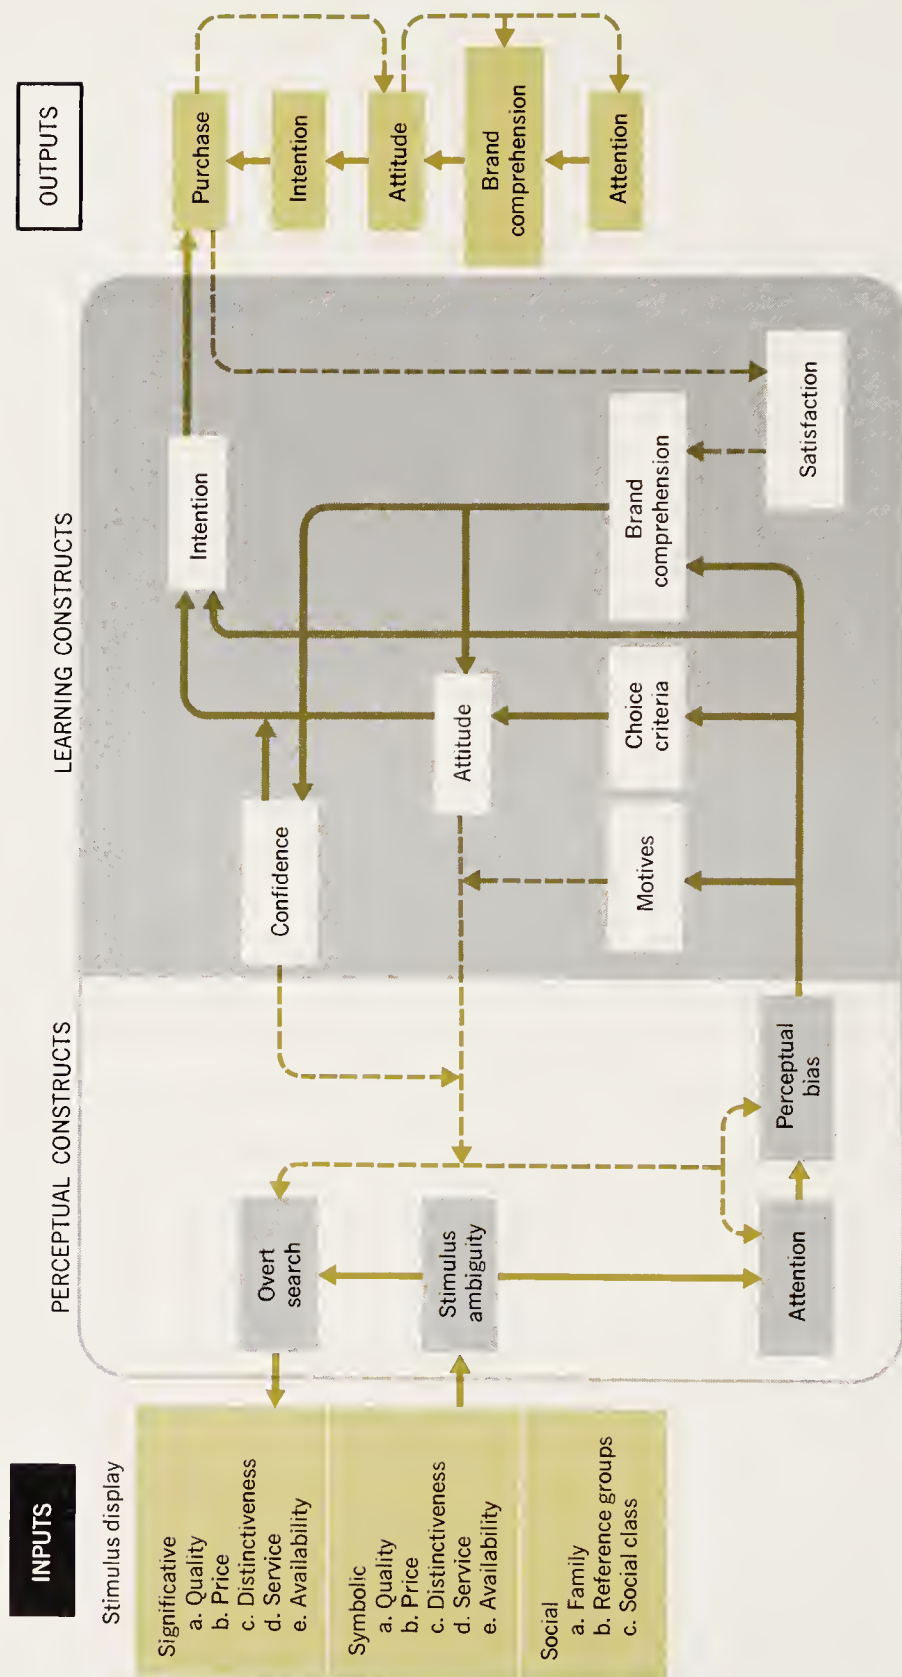 INPUTS
Stimulus display
Significative
a. Quality
b. Price
c. Distinctiveness
d. Service
e. Availability
Symbolic
a. Quality
b. Price
c. Distinctiveness
d. Service
e. Availability
Social
a. Family
b. Reference groups
c. Social class
PERCEPTUAL CONSTRUCTS
Overt
search
Stimulus
ambiguity
Attention
Perceptual
bias
LEARNING CONSTRUCTS
Confidence
Attitude
Motives
Choice
criteria
Intention
Brand
comprehension
Satisfaction
OUTPUTS
Purchase
Intention
Attitude
Brand
comprehension
Attention